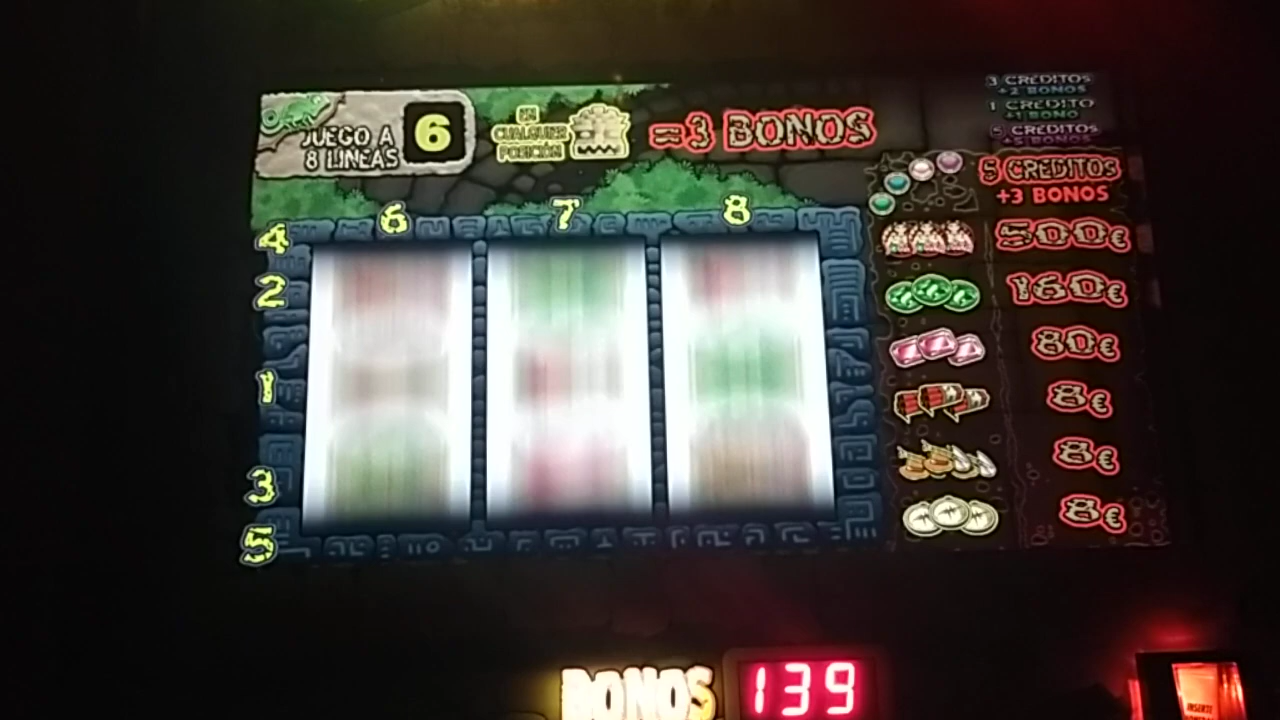 3 CREDITOS
+2 BONOS
1 CREDITO
+1 BONO
5 CREDITOS
+5 BONOS
JUEGO A
8 LINEAS
6
EN
CUALQUIER
POSICIÓN
=3 BONOS
5 CREDITOS
+3 BONOS
6 7 8
4
2
1
3
5
500€
160€
80€
8€
8€
8€
BONOS 139
INSERTE